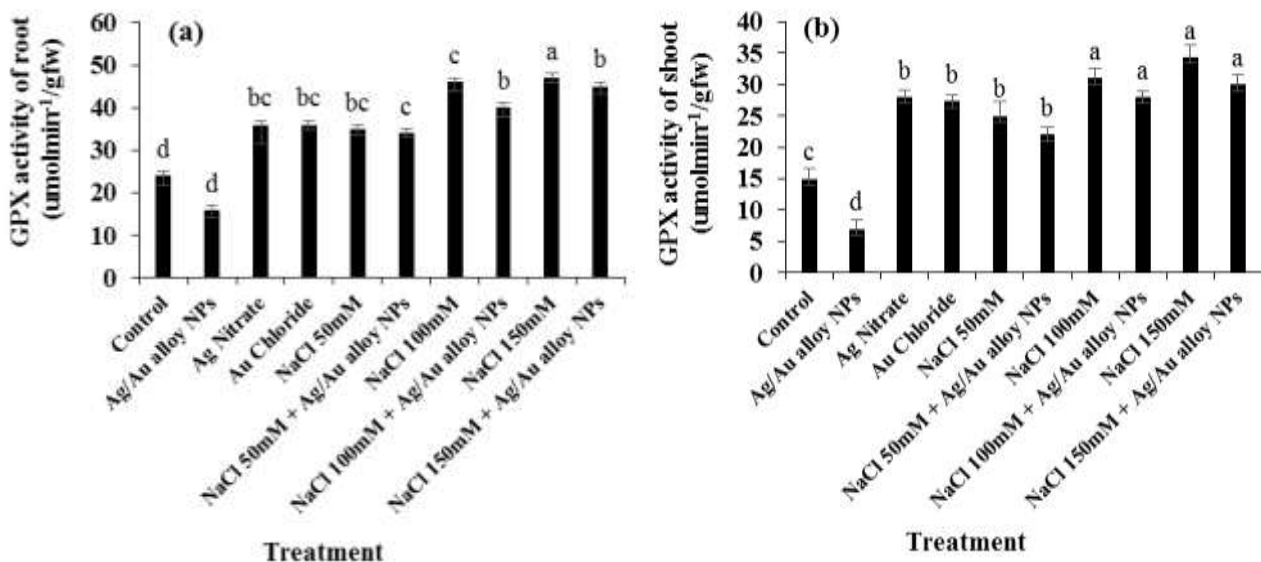 (a)
GPX activity of root
(umolmin⁻¹/gfw)
60
50
40
30
20
10
0
d
d
bc
bc
bc
c
c
b
a
b
Control
Ag/Au alloy NPs
Ag Nitrate
Au Chloride
NaCl 50mM
NaCl 50mM + Ag/Au alloy NPs
NaCl 100mM
NaCl 100mM + Ag/Au alloy NPs
NaCl 150mM
NaCl 150mM + Ag/Au alloy NPs
Treatment
(b)
GPX activity of shoot
(umolmin⁻¹/gfw)
40
35
30
25
20
15
10
5
0
c
d
b
b
b
b
a
a
a
a
Control
Ag/Au alloy NPs
Ag Nitrate
Au Chloride
NaCl 50mM
NaCl 50mM + Ag/Au alloy NPs
NaCl 100mM
NaCl 100mM + Ag/Au alloy NPs
NaCl 150mM
NaCl 150mM + Ag/Au alloy NPs
Treatment